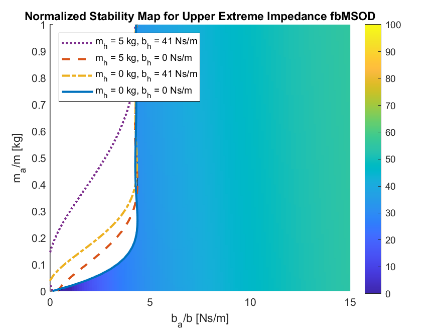 Normalized Stability Map for Upper Extreme Impedance fbMSOD
m_h = 5 kg, b_h = 41 Ns/m
m_h = 5 kg, b_h = 0 Ns/m
m_h = 0 kg, b_h = 41 Ns/m
m_h = 0 kg, b_h = 0 Ns/m
m_a/m [kg]
1
0.9
0.8
0.7
0.6
0.5
0.4
0.3
0.2
0.1
0
0 5 10 15
b_a/b [Ns/m]
100
90
80
70
60
50
40
30
20
10
0